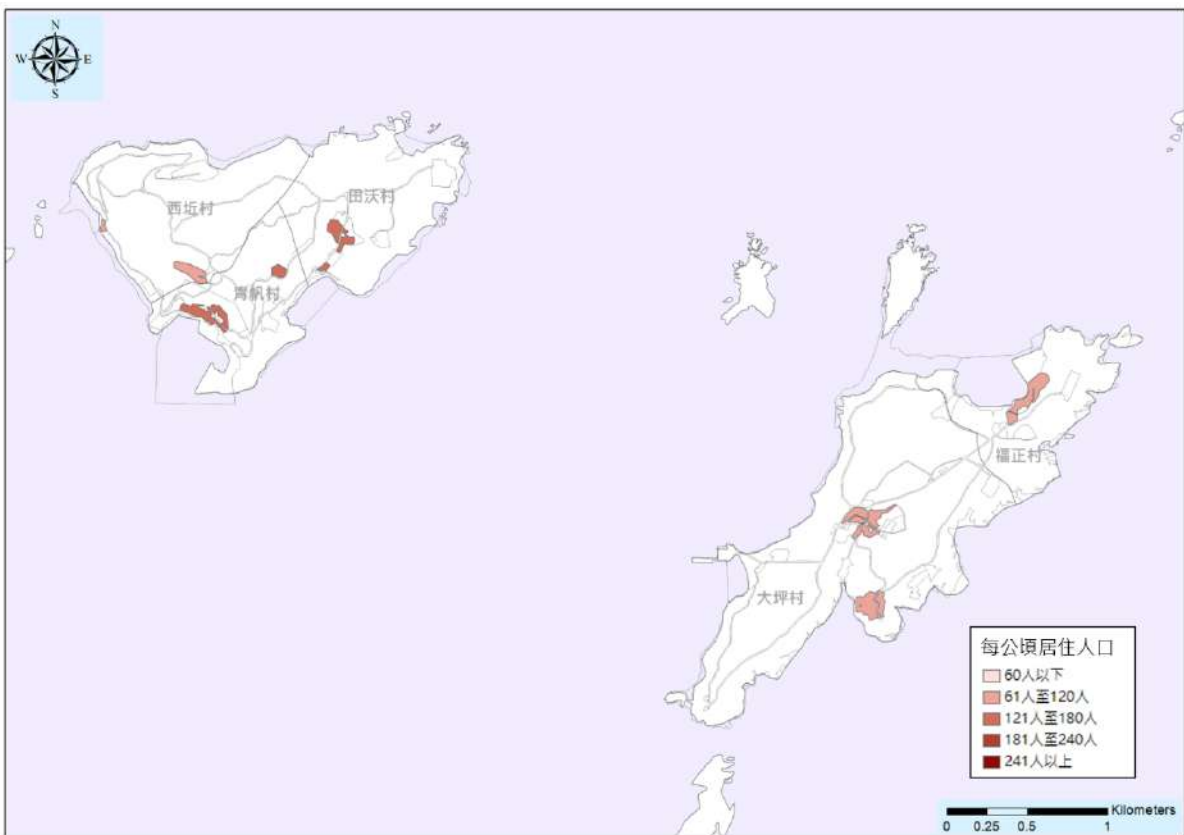 N
W E
S
田沃村
西坵村
青帆村
福正村
大坪村
每公頃居住人口
60人以下
61人至120人
121人至180人
181人至240人
241人以上
Kilometers
0 0.25 0.5 1